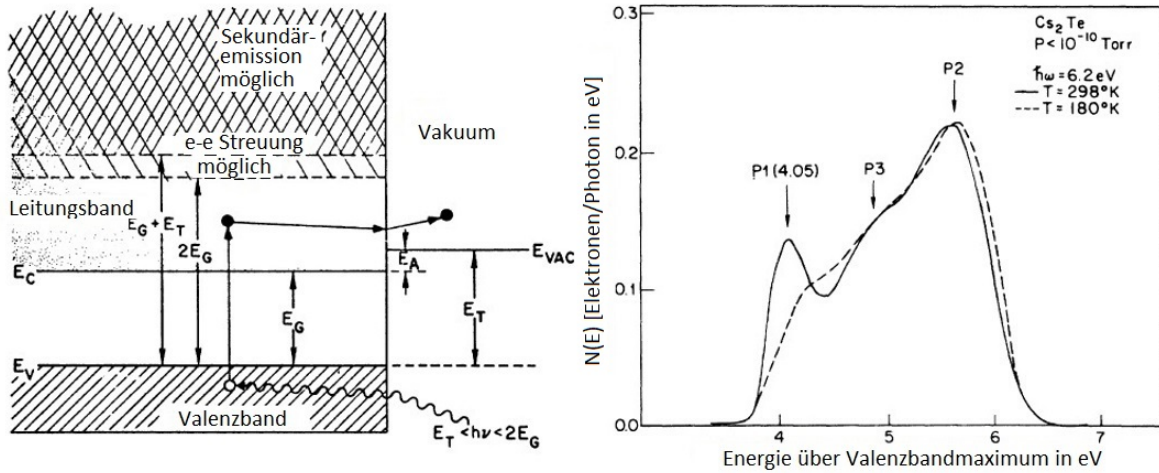 Sekundär-
emission
möglich
e-e Streuung
möglich
Vakuum
Leitungsband
E_G + E_T
2E_G
E_A
E_VAC
E_C
E_G
E_T
E_V
Valenzband
E_T < hν < 2E_G
N(E) [Elektronen/Photon in eV]
0.3
0.2
0.1
0.0
Cs₂Te
P < 10⁻¹⁰ Torr
ℏω = 6.2 eV
T = 298°K
T = 180°K
P2
P1 (4.05)
P3
4 5 6 7
Energie über Valenzbandmaximum in eV